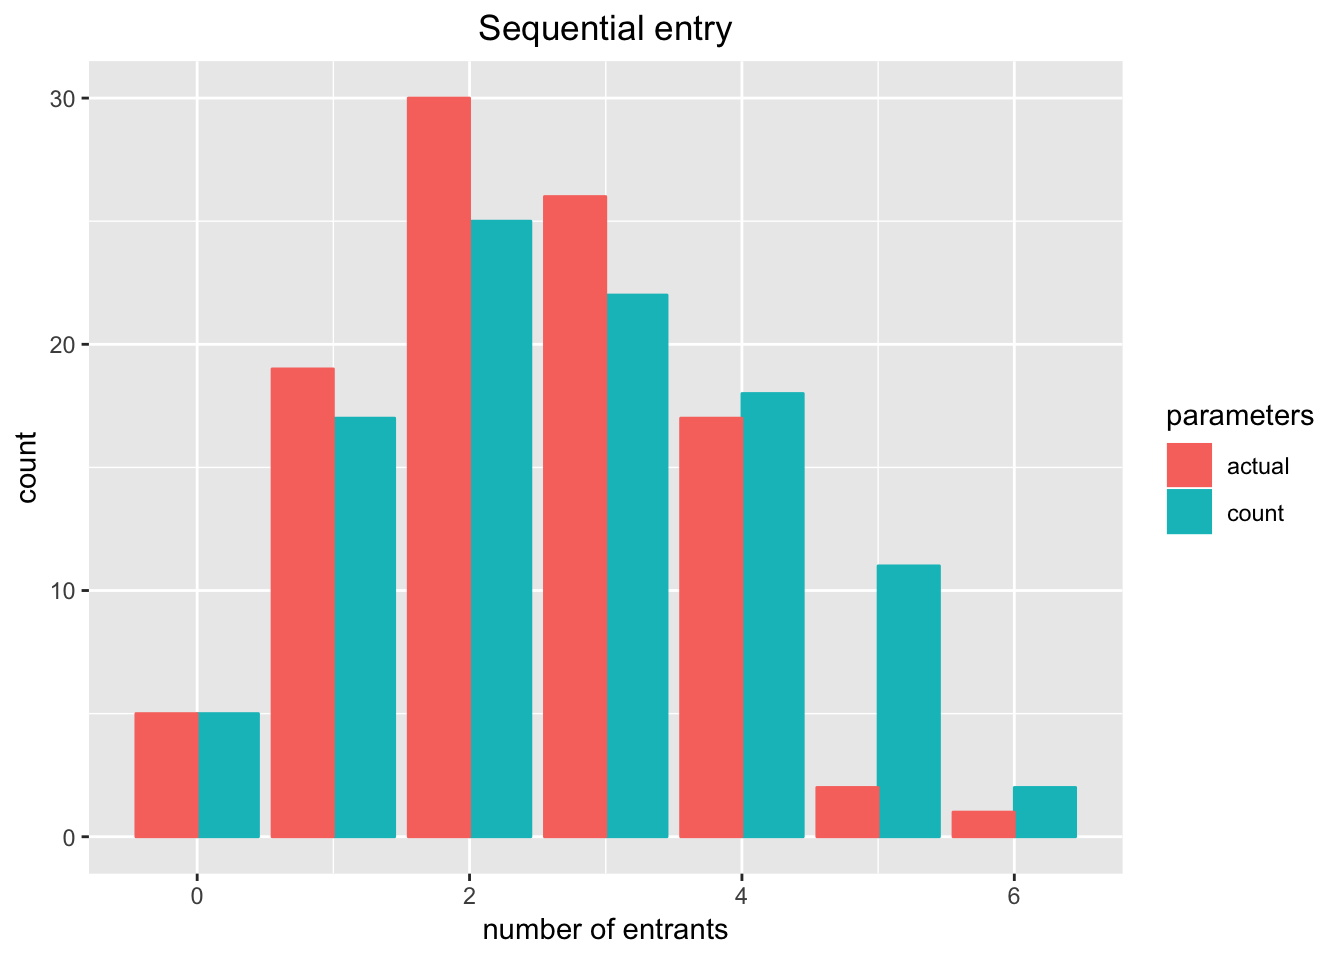 Sequential entry
30
20
10
0
count
0 2 4 6
number of entrants
parameters
actual
count